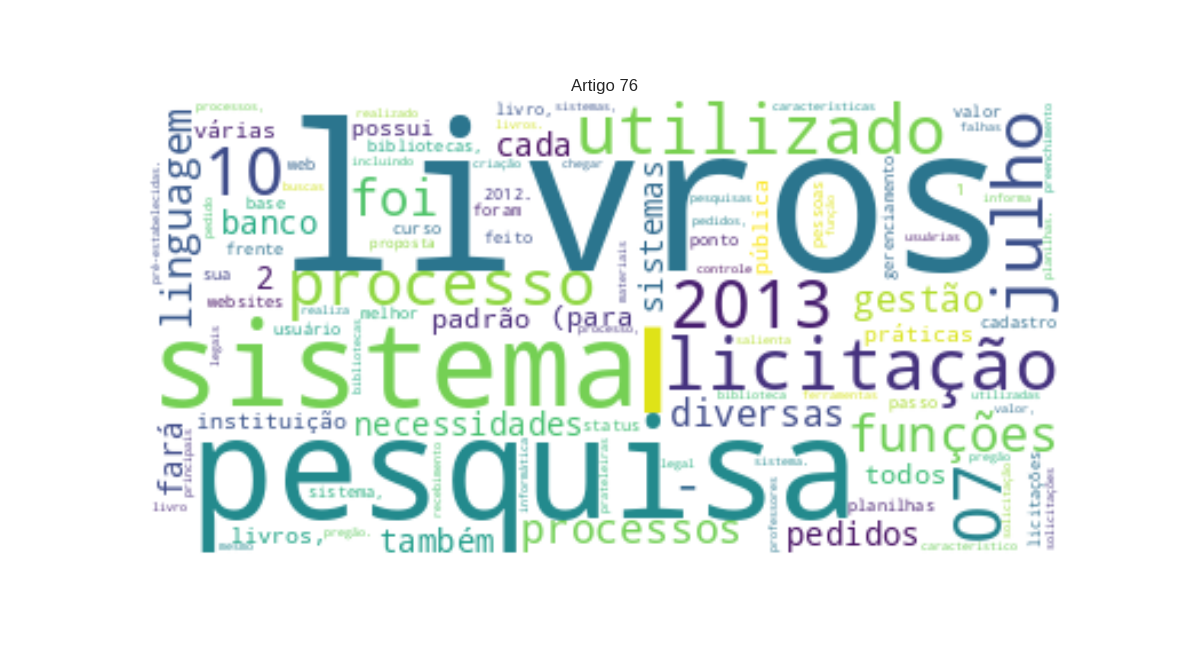 Artigo 76
processos,
realizado
livro,
sistemas,
características
valor
várias
possui
livros.
utilizado
falhas
linguagem
bibliotecas,
cada
julho
preenchimento
10
web
incluindo
criação
chegar
livros
pré-estabelecidas.
buscas
foi
2012.
sistemas
pesquisas
pública
pessoas
função
gerenciamento
1
informa
pedido
base
foram
pedidos,
banco
curso
feito
ponto
usuárias
planilhas.
frente
proposta
materiais
controle
sua
2
processo
websites
realiza
melhor
padrão (para
2013
gestão
cadastro
usuário
processo,
práticas
legais
bibliotecas
salienta
sistema
|
licitação
biblioteca
ferramentas
utilizadas
passo
valor,
instituição
necessidades
status
diversas
funções
fará
principais
pesquisa
recebimento
informática
prateleiras
legal
sistema.
-
todos
07
pregão
solicitação
licitações
solicitações
livro
sistema,
professores
planilhas
livros,
pregão.
também
processos
pedidos
mesmo
característico